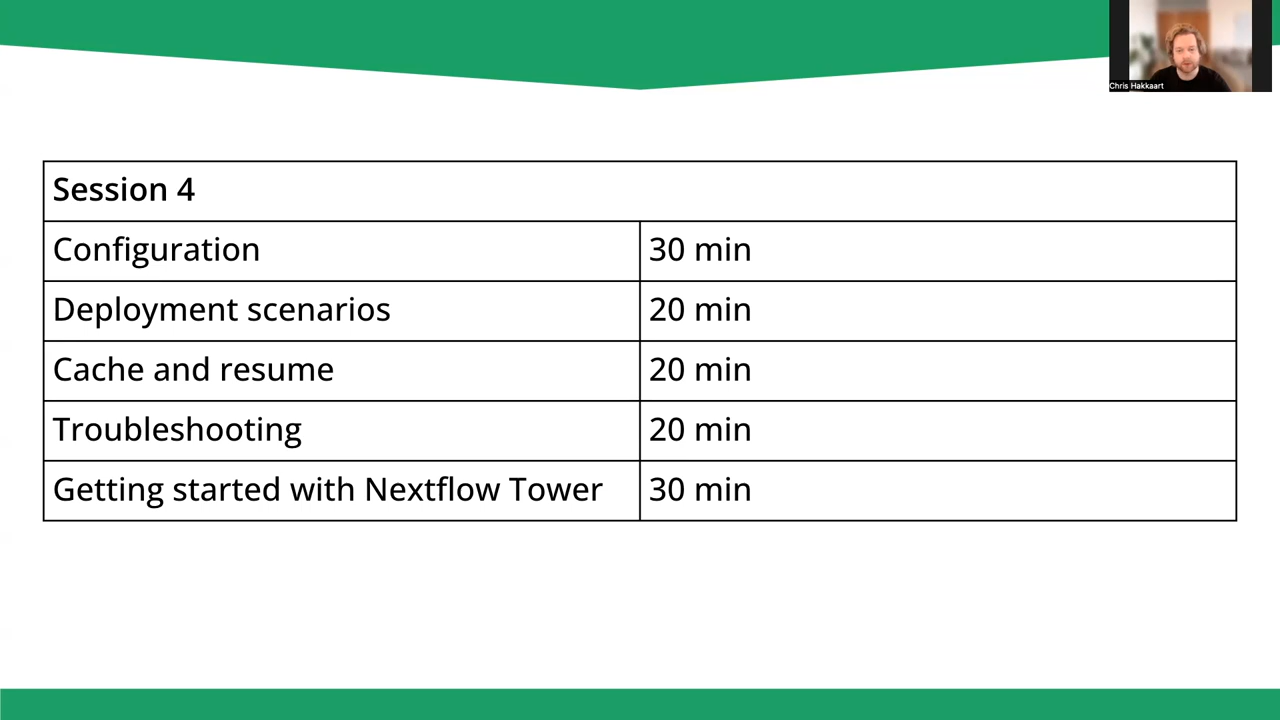 Chris Hakkaart
Session 4
Configuration 30 min
Deployment scenarios 20 min
Cache and resume 20 min
Troubleshooting 20 min
Getting started with Nextflow Tower 30 min